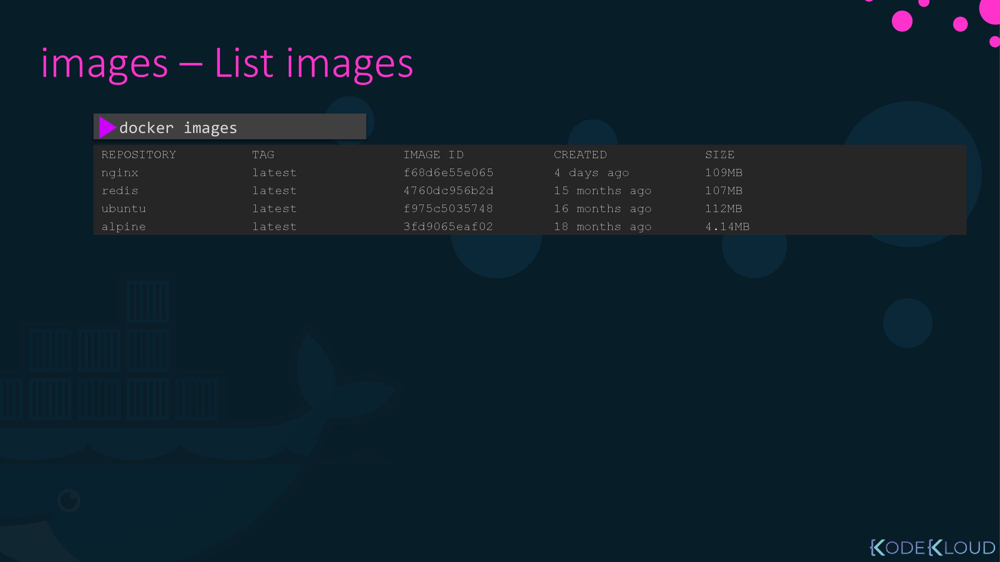 images – List images
docker images
REPOSITORY TAG IMAGE ID CREATED SIZE
nginx latest f68d6e55e065 4 days ago 109MB
redis latest 4760dc956b2d 15 months ago 107MB
ubuntu latest f975c5035748 16 months ago 112MB
alpine latest 3fd9065eaf02 18 months ago 4.14MB
KODEKLOUD